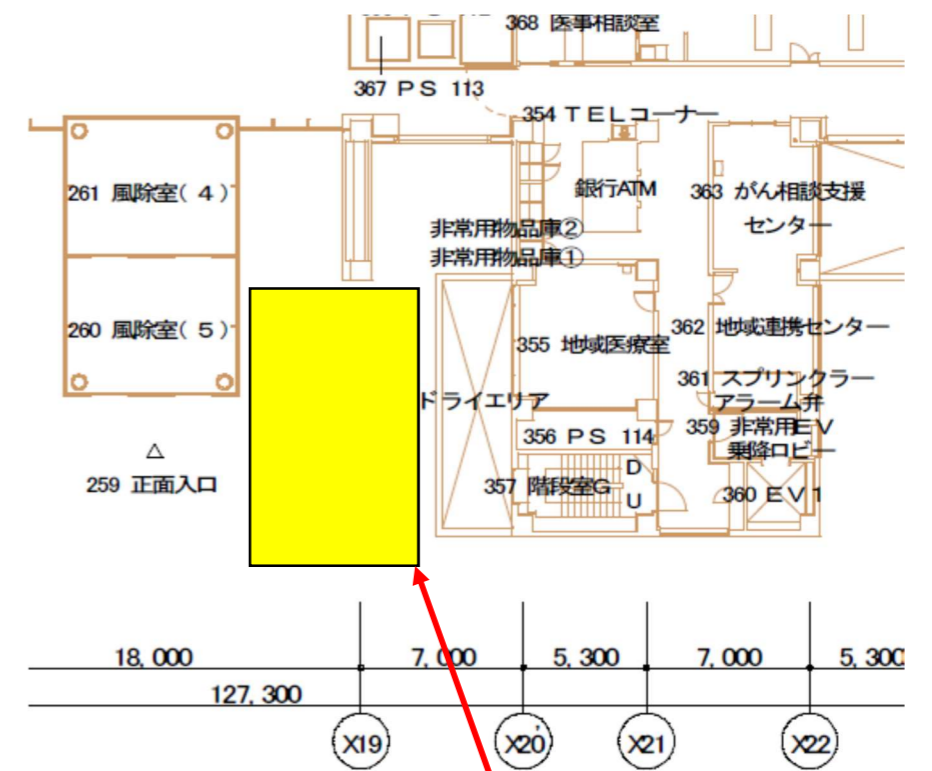 368 医事相談室
367 PS 113
354 TELコーナー
261 風除室(4)
銀行ATM
363 がん相談支援
センター
非常用物品庫②
非常用物品庫①
260 風除室(5)
355 地域医療室
362 地域連携センター
361 スプリンクラー
アラーム弁
ドライエリア
359 非常用EV
乗降ロビー
356 PS 114
△
259 正面入口
357 階段室G
D
U
360 EV1
18,000
7,000
5,300
7,000
5,300
127,300
X19
X20'
X21
X22